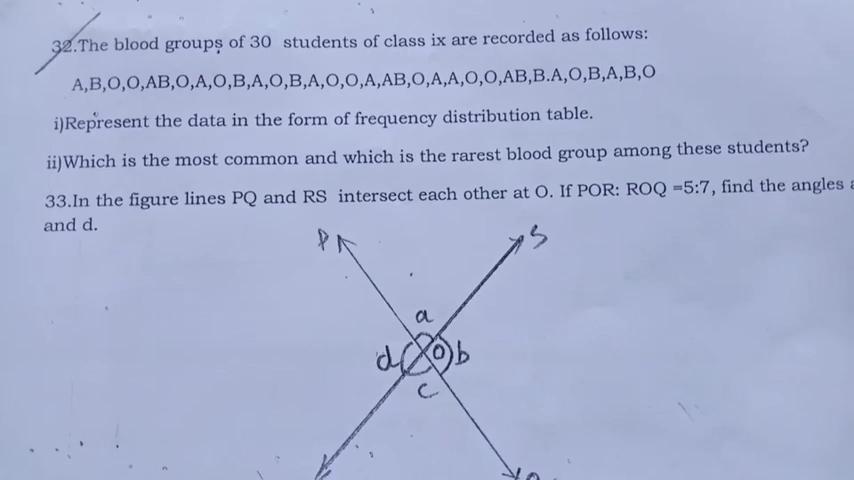 32.The blood groups of 30 students of class ix are recorded as follows:
A,B,O,O,AB,O,A,O,B,A,O,B,A,O,O,A,AB,O,A,A,O,O,AB,B.A,O,B,A,B,O
i)Represent the data in the form of frequency distribution table.
ii)Which is the most common and which is the rarest blood group among these students?
33.In the figure lines PQ and RS intersect each other at O. If POR: ROQ =5:7, find the angles
and d.
P S
a
d O b
c